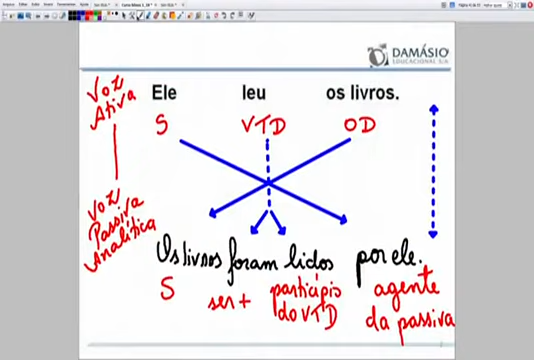 DAMÁSIO
EDUCACIONAL S/A
Voz
Ativa
Ele leu os livros.
S VTD OD
Voz
Passiva
Analítica
Os livros foram lidos por ele.
S ser + particípio do VTD agente da passiva